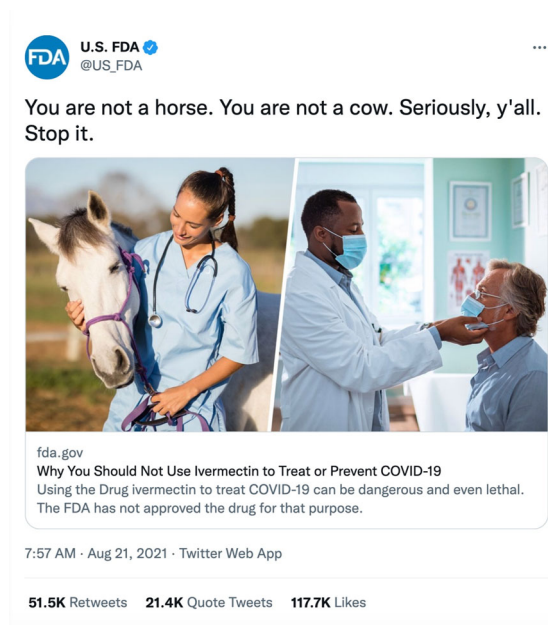 FDA
U.S. FDA
@US_FDA
You are not a horse. You are not a cow. Seriously, y'all.
Stop it.
fda.gov
Why You Should Not Use Ivermectin to Treat or Prevent COVID-19
Using the Drug ivermectin to treat COVID-19 can be dangerous and even lethal.
The FDA has not approved the drug for that purpose.
7:57 AM · Aug 21, 2021 · Twitter Web App
51.5K Retweets 21.4K Quote Tweets 117.7K Likes